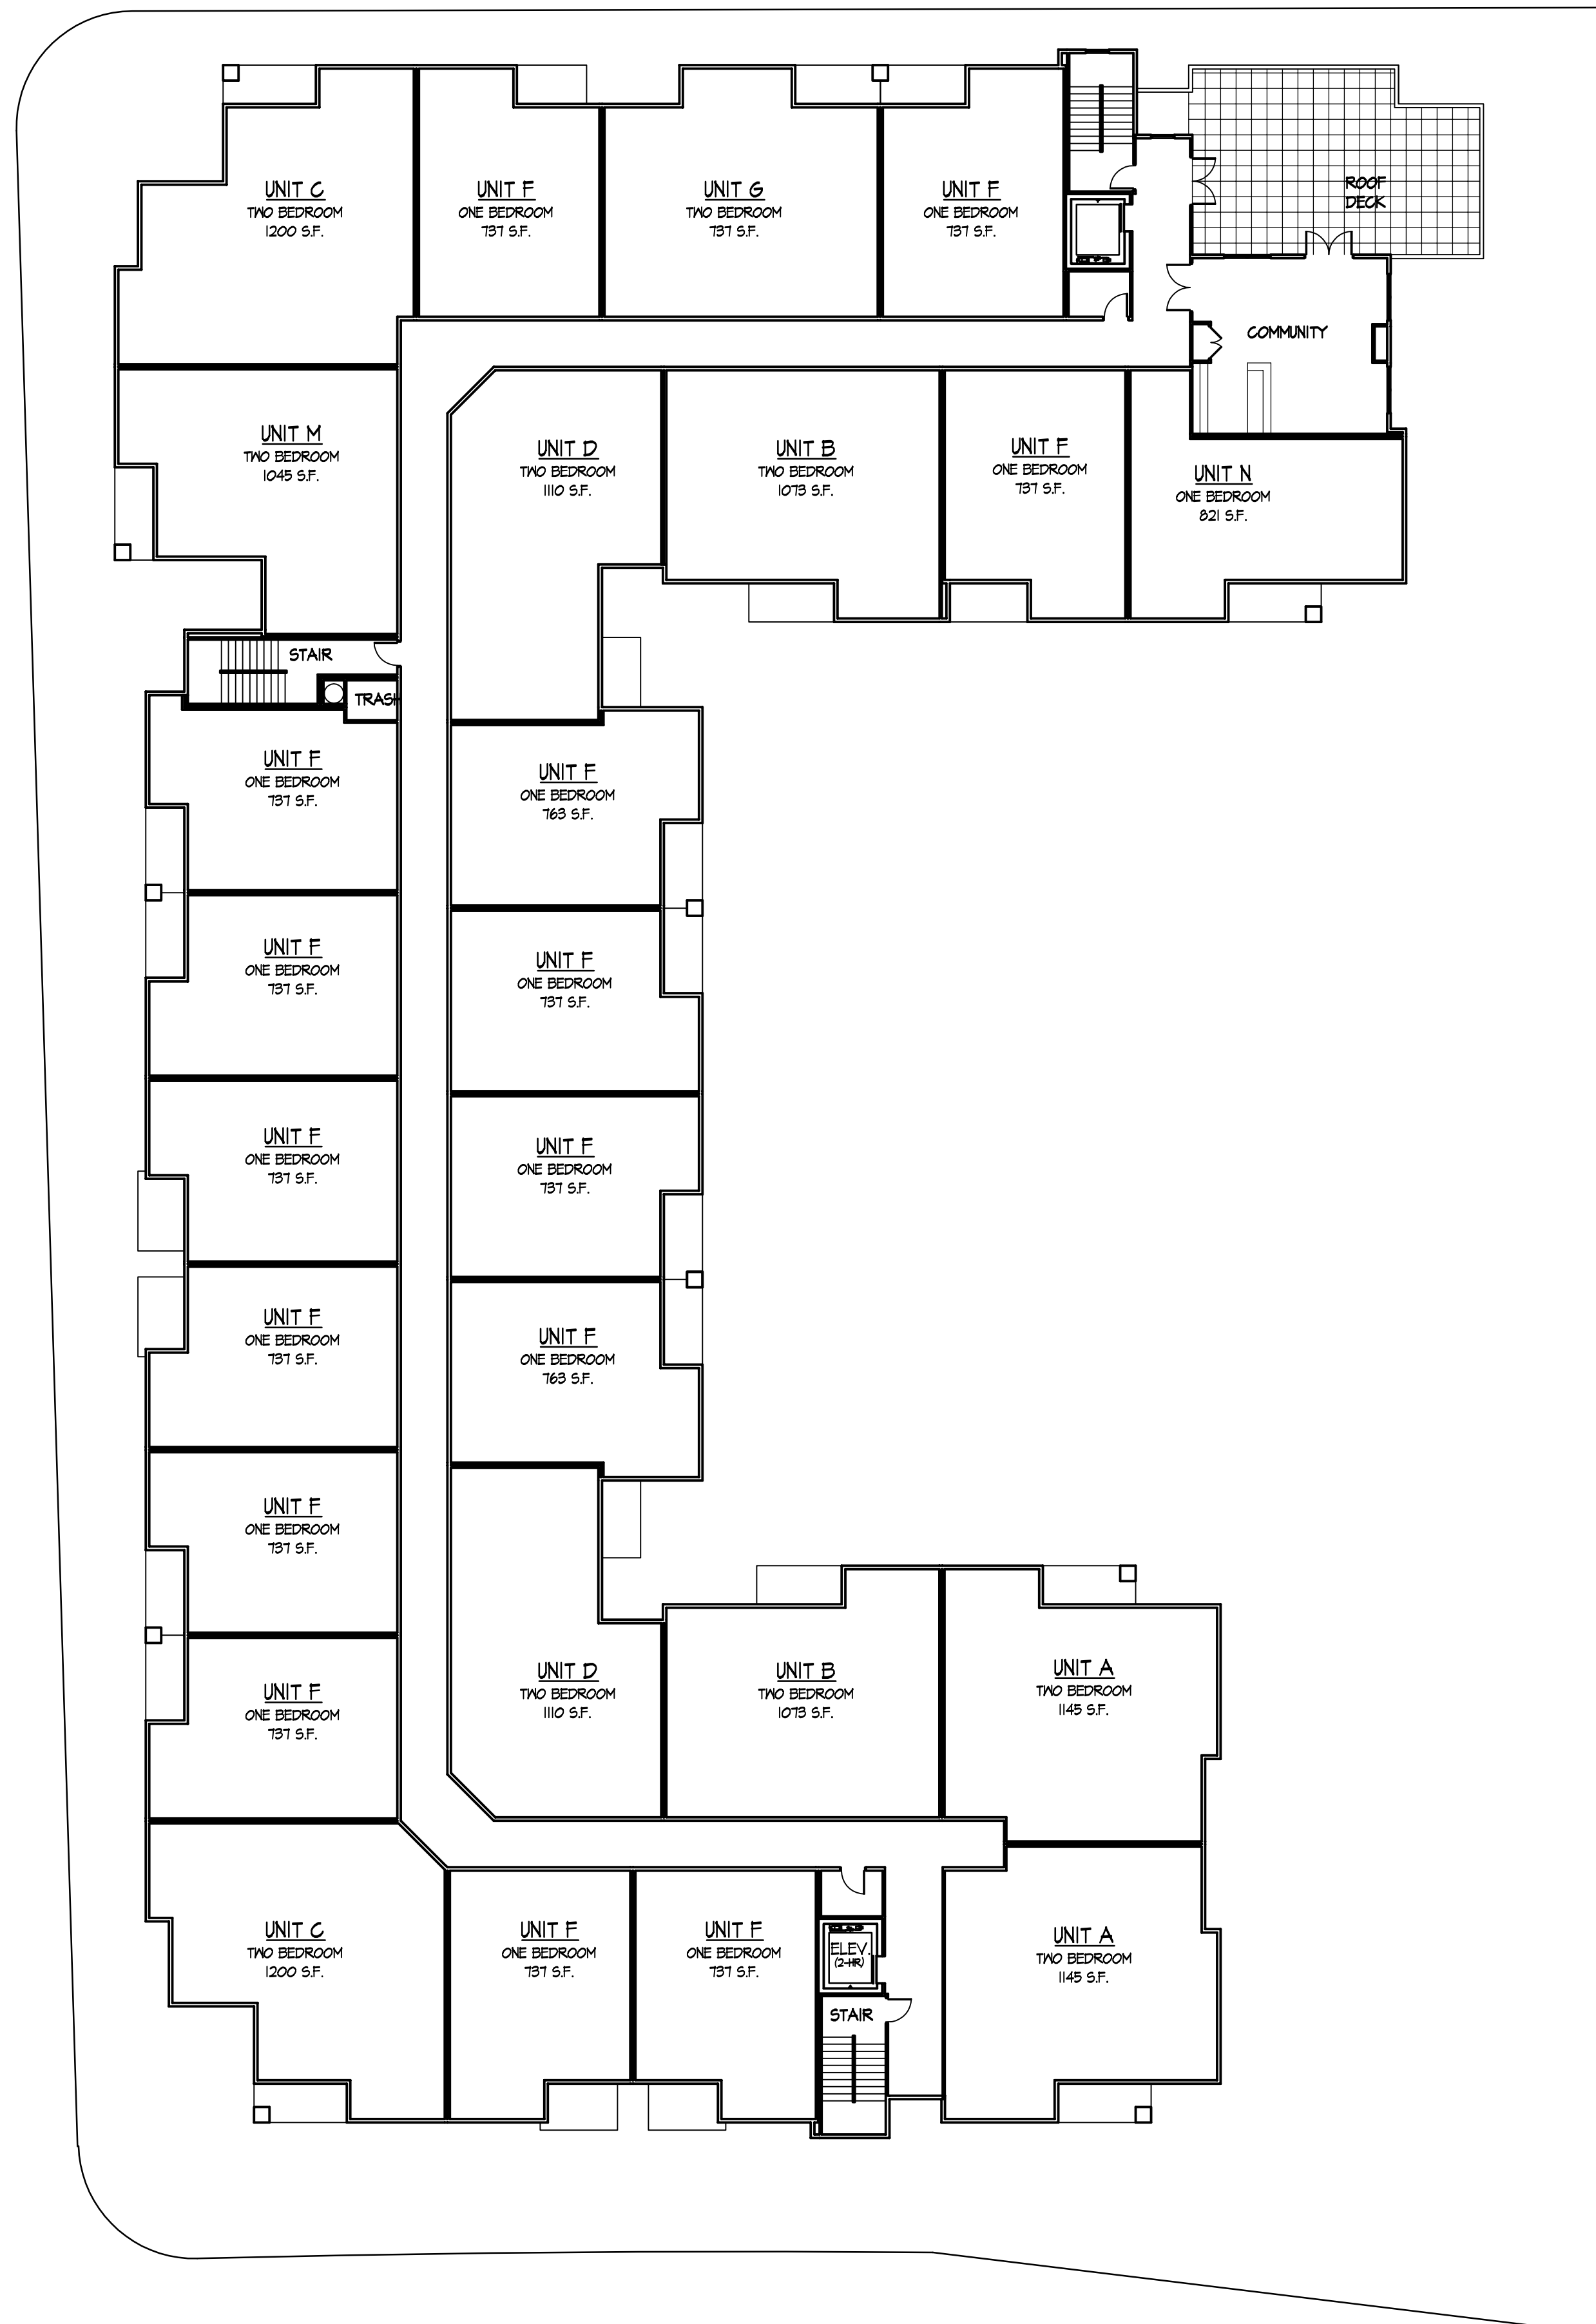 UNIT C
TWO BEDROOM
1200 S.F.
UNIT F
ONE BEDROOM
737 S.F.
UNIT G
TWO BEDROOM
737 S.F.
UNIT F
ONE BEDROOM
737 S.F.
ROOF
DECK
COMMUNITY
UNIT M
TWO BEDROOM
1045 S.F.
UNIT D
TWO BEDROOM
1110 S.F.
UNIT B
TWO BEDROOM
1073 S.F.
UNIT F
ONE BEDROOM
737 S.F.
UNIT N
ONE BEDROOM
821 S.F.
STAIR
TRASH
UNIT F
ONE BEDROOM
737 S.F.
UNIT F
ONE BEDROOM
763 S.F.
UNIT F
ONE BEDROOM
737 S.F.
UNIT F
ONE BEDROOM
737 S.F.
UNIT F
ONE BEDROOM
737 S.F.
UNIT F
ONE BEDROOM
737 S.F.
UNIT F
ONE BEDROOM
737 S.F.
UNIT F
ONE BEDROOM
763 S.F.
UNIT F
ONE BEDROOM
737 S.F.
UNIT F
ONE BEDROOM
737 S.F.
UNIT D
TWO BEDROOM
1110 S.F.
UNIT B
TWO BEDROOM
1073 S.F.
UNIT A
TWO BEDROOM
1145 S.F.
UNIT C
TWO BEDROOM
1200 S.F.
UNIT F
ONE BEDROOM
737 S.F.
UNIT F
ONE BEDROOM
737 S.F.
ELEV.
(2-HR)
STAIR
UNIT A
TWO BEDROOM
1145 S.F.